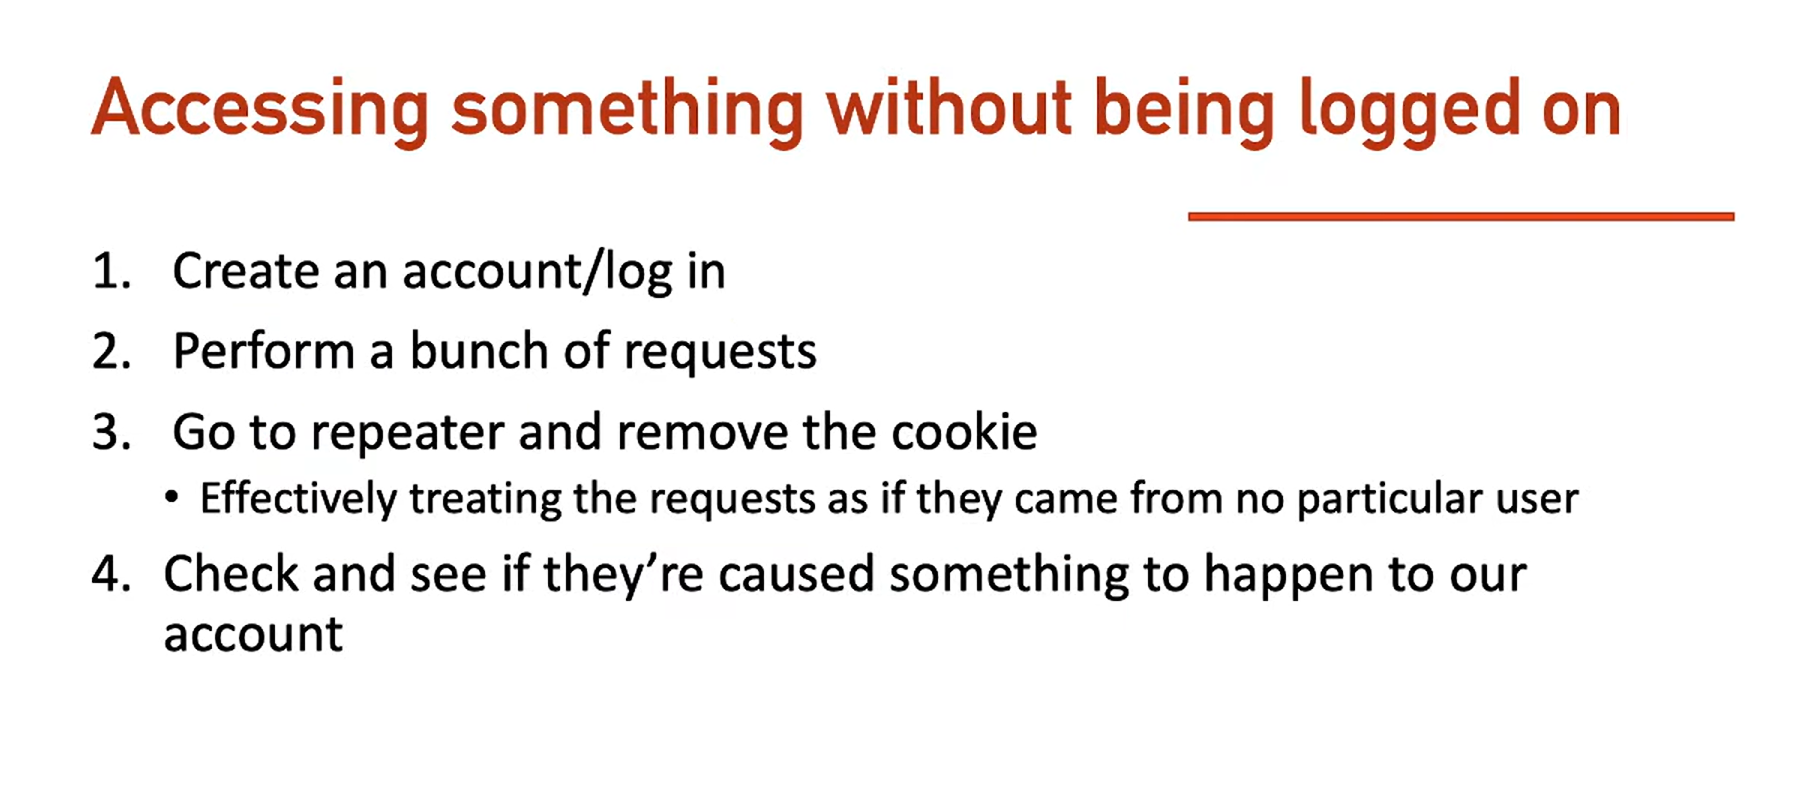 Accessing something without being logged on
1. Create an account/log in
2. Perform a bunch of requests
3. Go to repeater and remove the cookie
• Effectively treating the requests as if they came from no particular user
4. Check and see if they’re caused something to happen to our
account